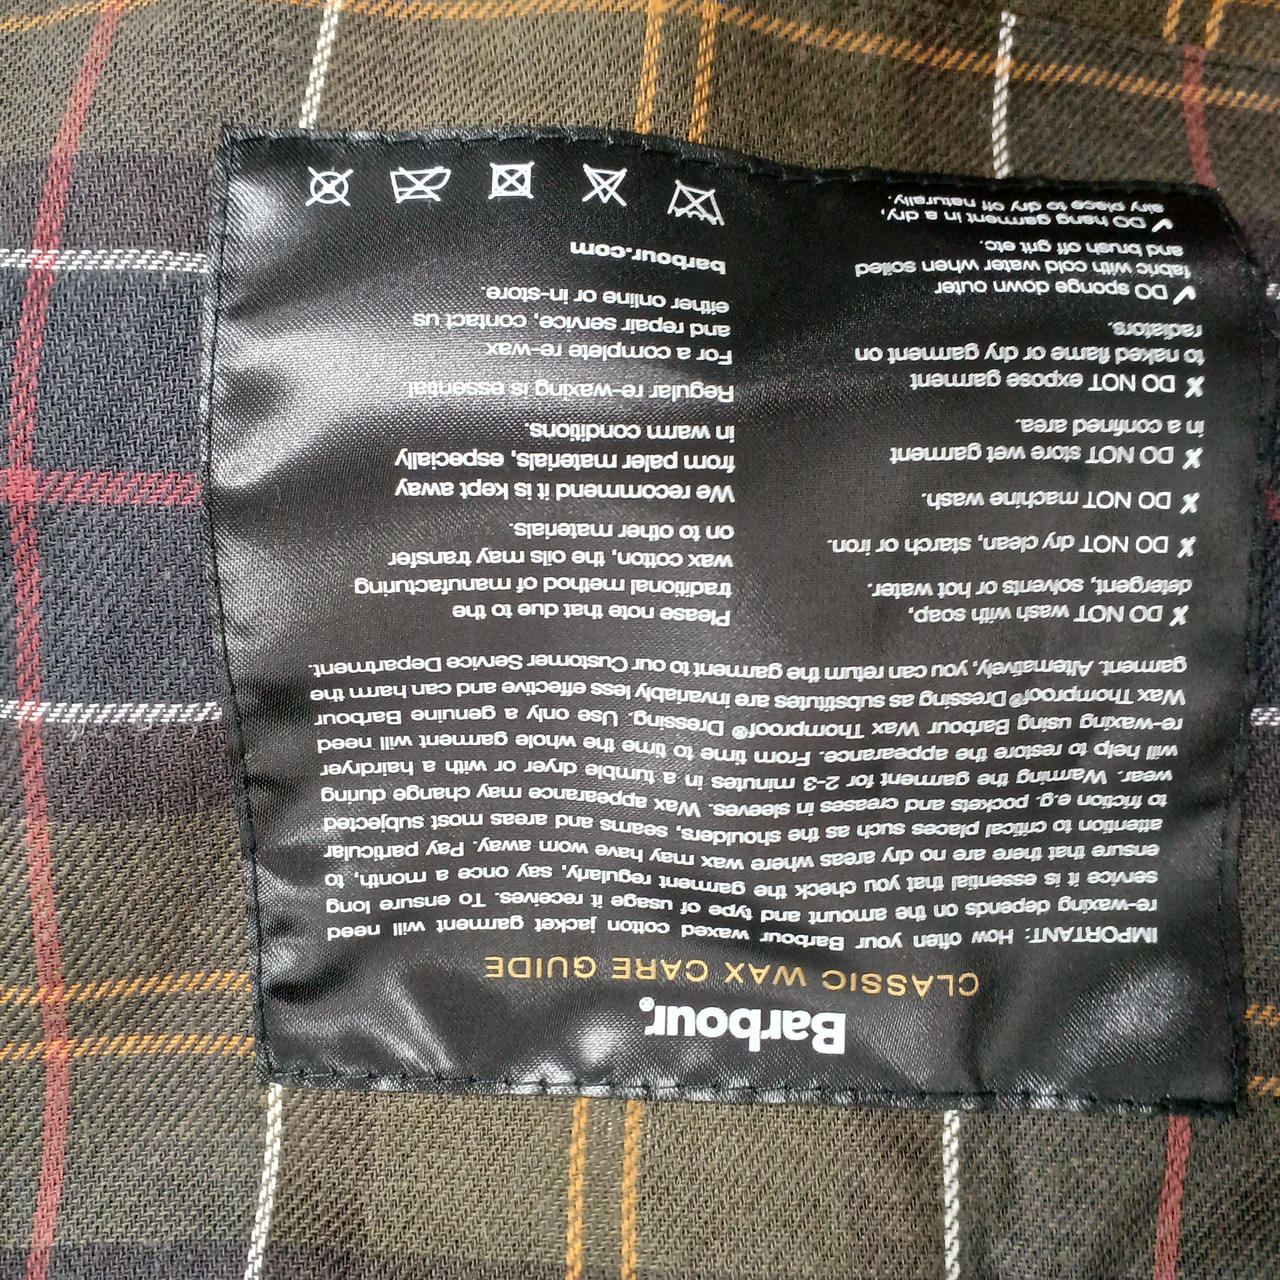 Barbour®
CLASSIC WAX CARE GUIDE
IMPORTANT: How often your Barbour waxed cotton jacket garment will need
re-waxing depends on the amount and type of usage it receives. To ensure long
service it is essential that you check the garment regularly, say once a month, to
ensure that there are no dry areas where wax may have worn away. Pay particular
attention to critical places such as the shoulders, seams and areas most subjected
to friction e.g. pockets and creases in sleeves. Wax appearance may change during
wear. Warming the garment for 2-3 minutes in a tumble dryer or with a hairdryer
will help to restore the appearance. From time to time the whole garment will need
re-waxing using Barbour Wax Thornproof® Dressing. Use only a genuine Barbour
Wax Thornproof® Dressing as substitutes are invariably less effective and can harm the
garment. Alternatively, you can return the garment to our Customer Service Department.
✗ DO NOT wash with soap,
detergent, solvents or hot water.
✗ DO NOT dry clean, starch or iron.
✗ DO NOT machine wash.
✗ DO NOT store wet garment
in a confined area.
✗ DO NOT expose garment
to naked flame or dry garment on
radiators.
✓ DO sponge down outer
fabric with cold water when soiled
and brush off grit etc.
✓ DO hang garment in a dry,
airy place to dry off naturally.
Please note that due to the
traditional method of manufacturing
wax cotton, the oils may transfer
on to other materials.
We recommend it is kept away
from paler materials, especially
in warm conditions.
Regular re-waxing is essential.
For a complete re-wax
and repair service, contact us
either online or in-store.
barbour.com